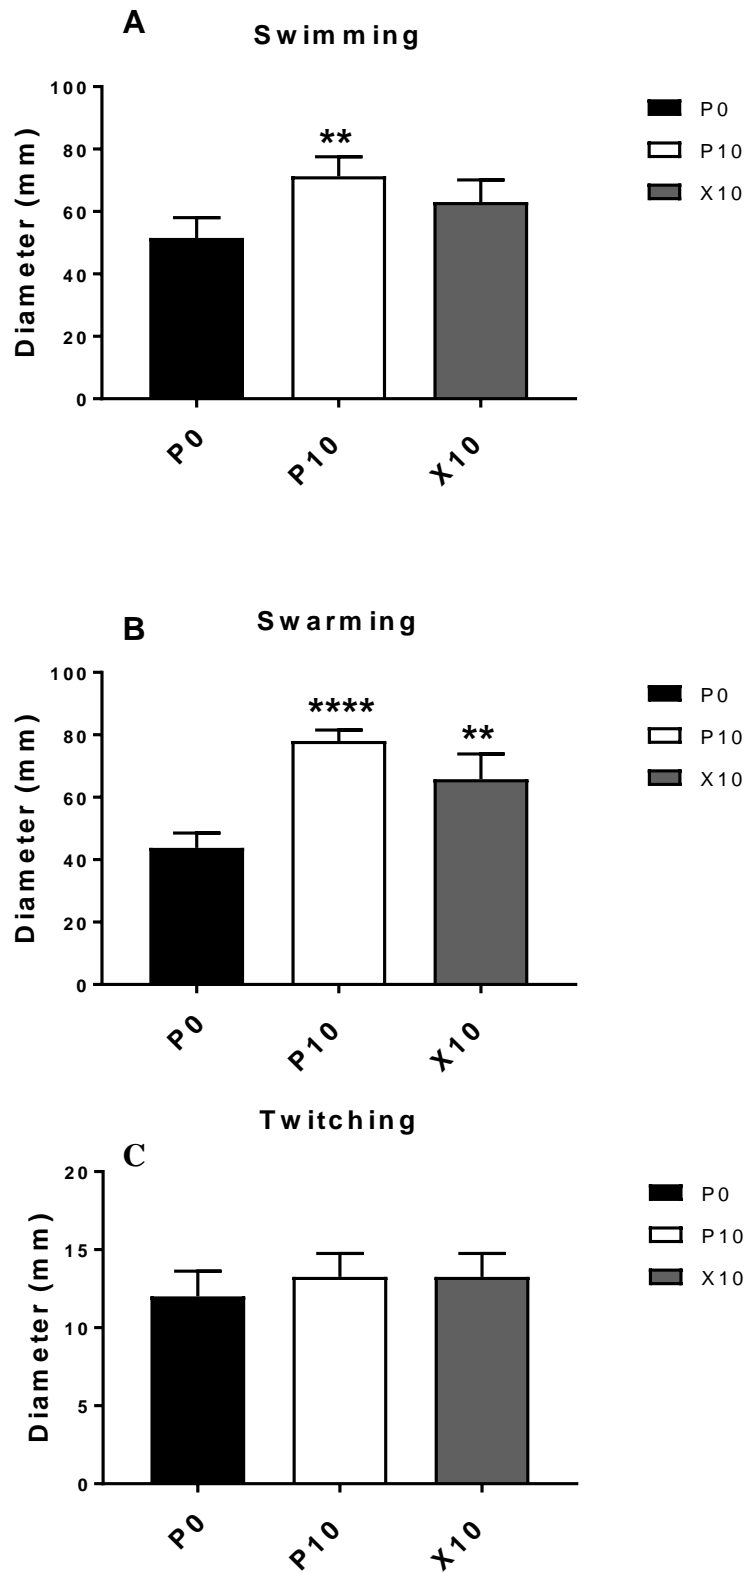 A
Swimming
100
80
60
40
20
0
Diameter (mm)
**
P0
P10
X10
P0
P10
X10
B
Swarming
100
80
60
40
20
0
Diameter (mm)
****
**
P0
P10
X10
P0
P10
X10
Twitching
C
20
15
10
5
0
Diameter (mm)
P0
P10
X10
P0
P10
X10